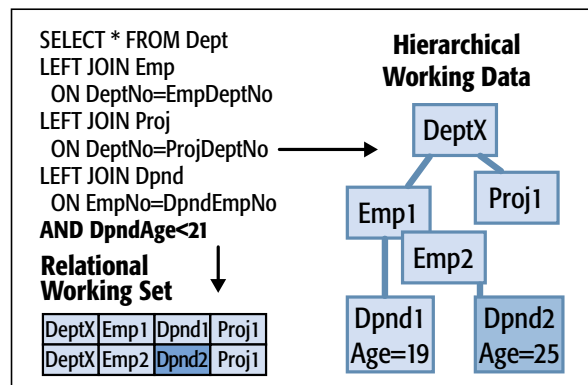 SELECT * FROM Dept
LEFT JOIN Emp
ON DeptNo=EmpDeptNo
LEFT JOIN Proj
ON DeptNo=ProjDeptNo
LEFT JOIN Dpnd
ON EmpNo=DpndEmpNo
AND DpndAge<21
Relational
Working Set
DeptX Emp1 Dpnd1 Proj1
DeptX Emp2 Dpnd2 Proj1
Hierarchical
Working Data
DeptX
Emp1
Proj1
Emp2
Dpnd1
Age=19
Dpnd2
Age=25